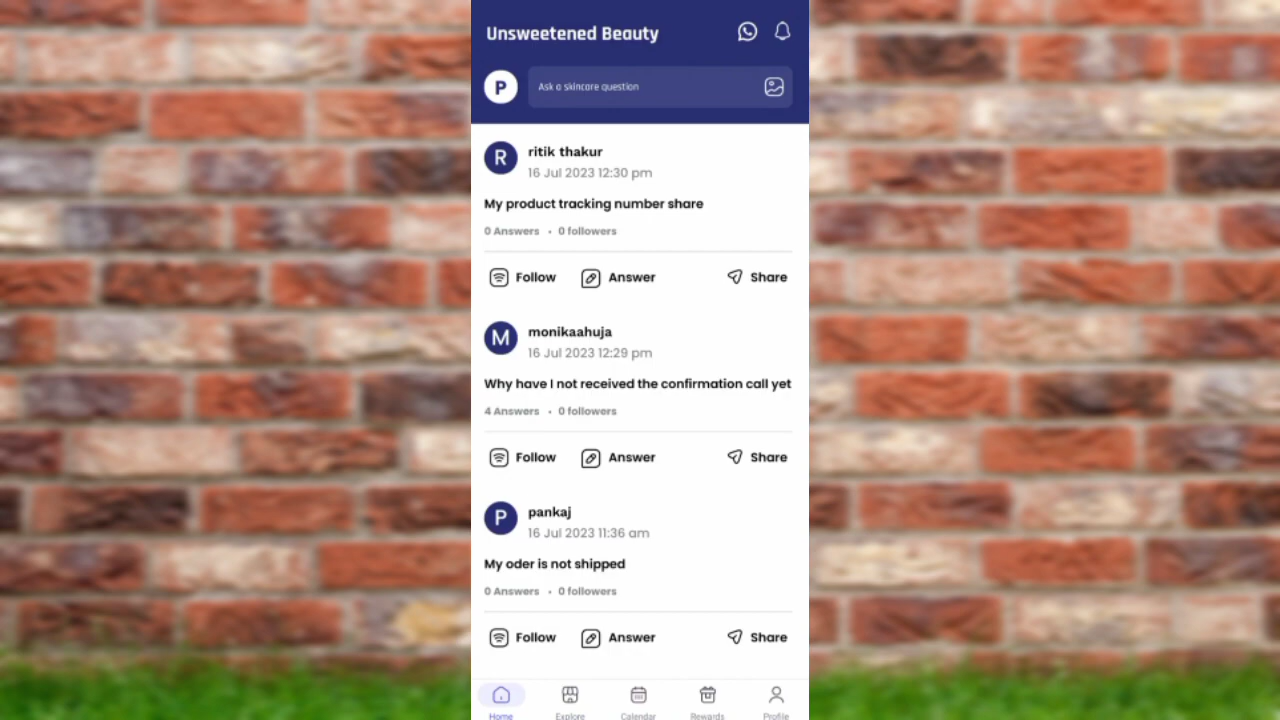 Unsweetened Beauty
P
Ask a skincare question
R
ritik thakur
16 Jul 2023 12:30 pm
My product tracking number share
0 Answers • 0 followers
Follow
Answer
Share
M
monikaahuja
16 Jul 2023 12:29 pm
Why have I not received the confirmation call yet
4 Answers • 0 followers
Follow
Answer
Share
P
pankaj
16 Jul 2023 11:36 am
My oder is not shipped
0 Answers • 0 followers
Follow
Answer
Share
Home
Explore
Calendar
Rewards
Profile